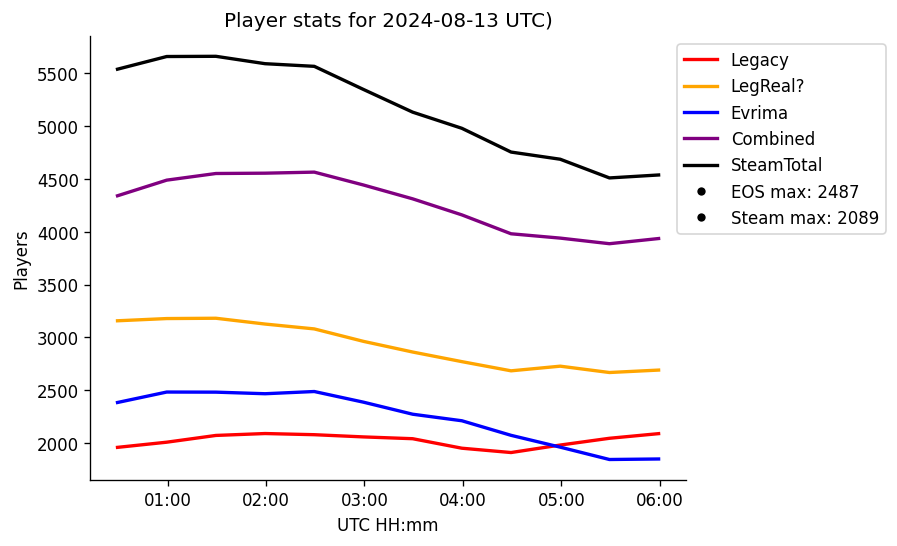 Player stats for 2024-08-13 UTC)
Legacy
LegReal?
Evrima
Combined
SteamTotal
EOS max: 2487
Steam max: 2089
Players
5500
5000
4500
4000
3500
3000
2500
2000
01:00 02:00 03:00 04:00 05:00 06:00
UTC HH:mm